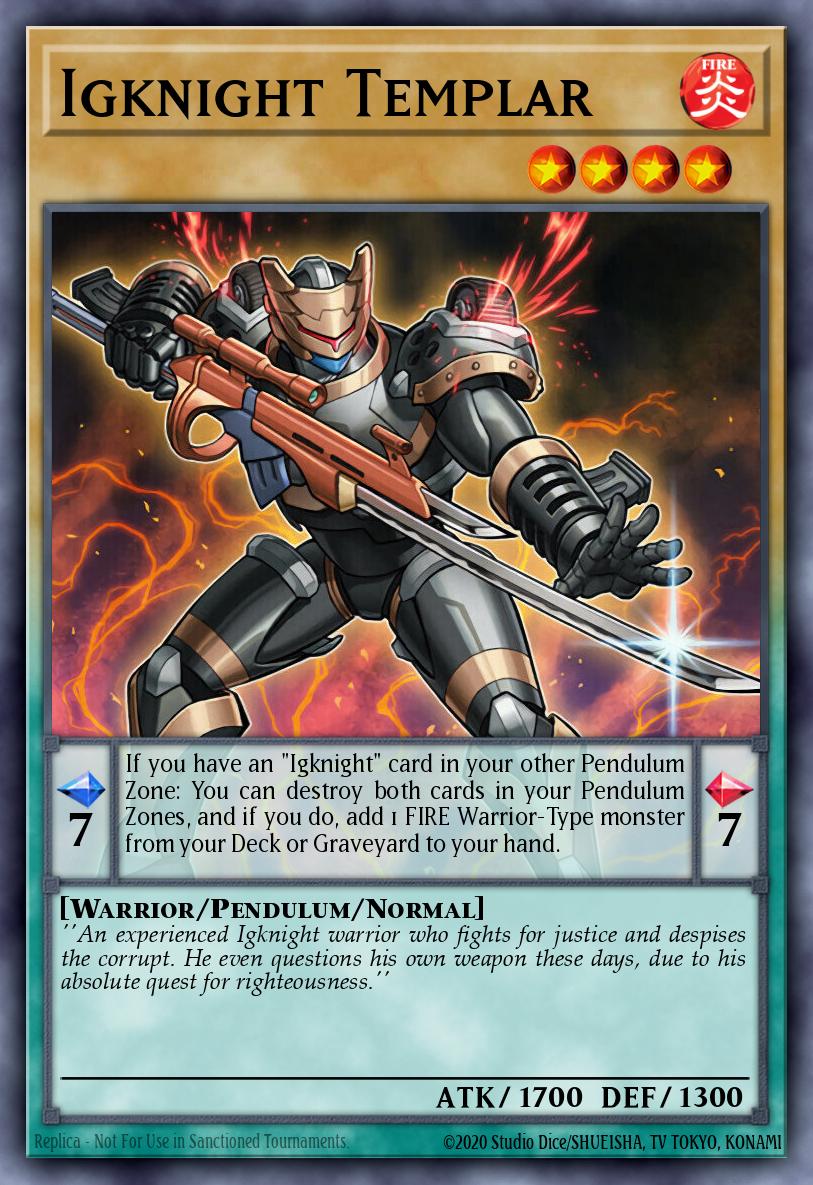 Igknight Templar
FIRE
炎
If you have an "Igknight" card in your other Pendulum
Zone: You can destroy both cards in your Pendulum
Zones, and if you do, add 1 FIRE Warrior-Type monster
from your Deck or Graveyard to your hand.
7
7
[Warrior/Pendulum/Normal]
''An experienced Igknight warrior who fights for justice and despises
the corrupt. He even questions his own weapon these days, due to his
absolute quest for righteousness.''
ATK/ 1700 DEF/ 1300
Replica - Not For Use in Sanctioned Tournaments.
©2020 Studio Dice/SHUEISHA, TV TOKYO, KONAMI